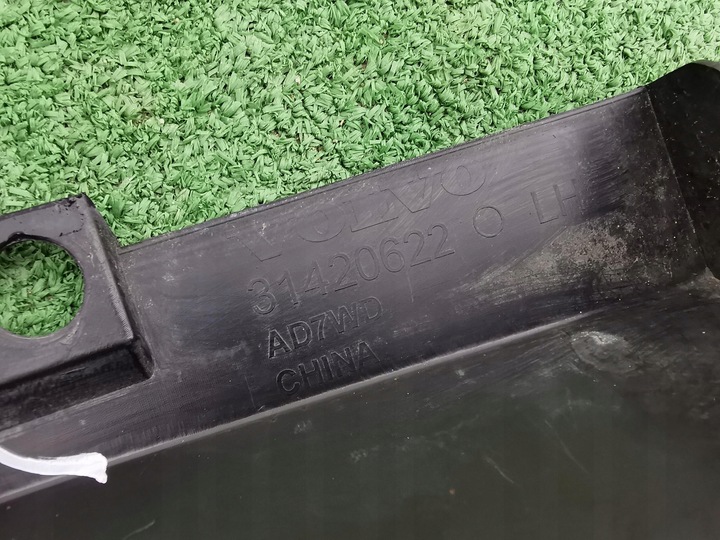 VOLVO
31420622 O LH
AD7WD
CHINA